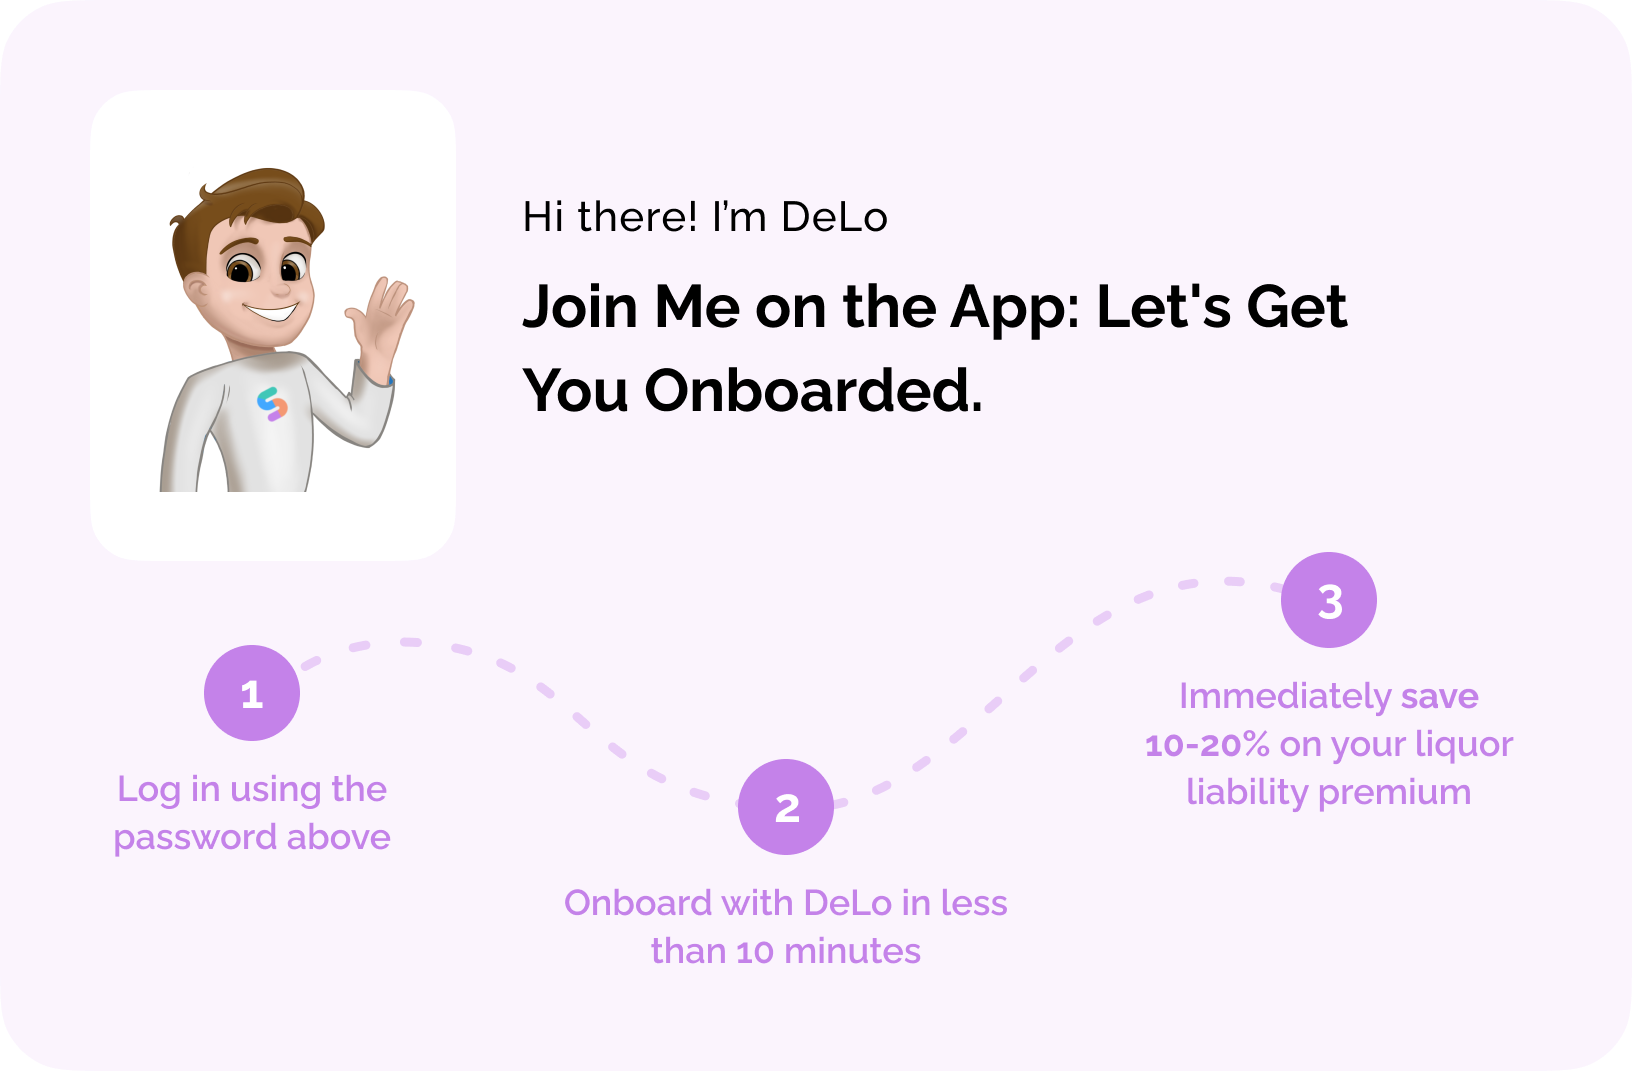 Hi there! I’m DeLo
Join Me on the App: Let's Get
You Onboarded.
1
Log in using the
password above
2
Onboard with DeLo in less
than 10 minutes
3
Immediately save
10-20% on your liquor
liability premium